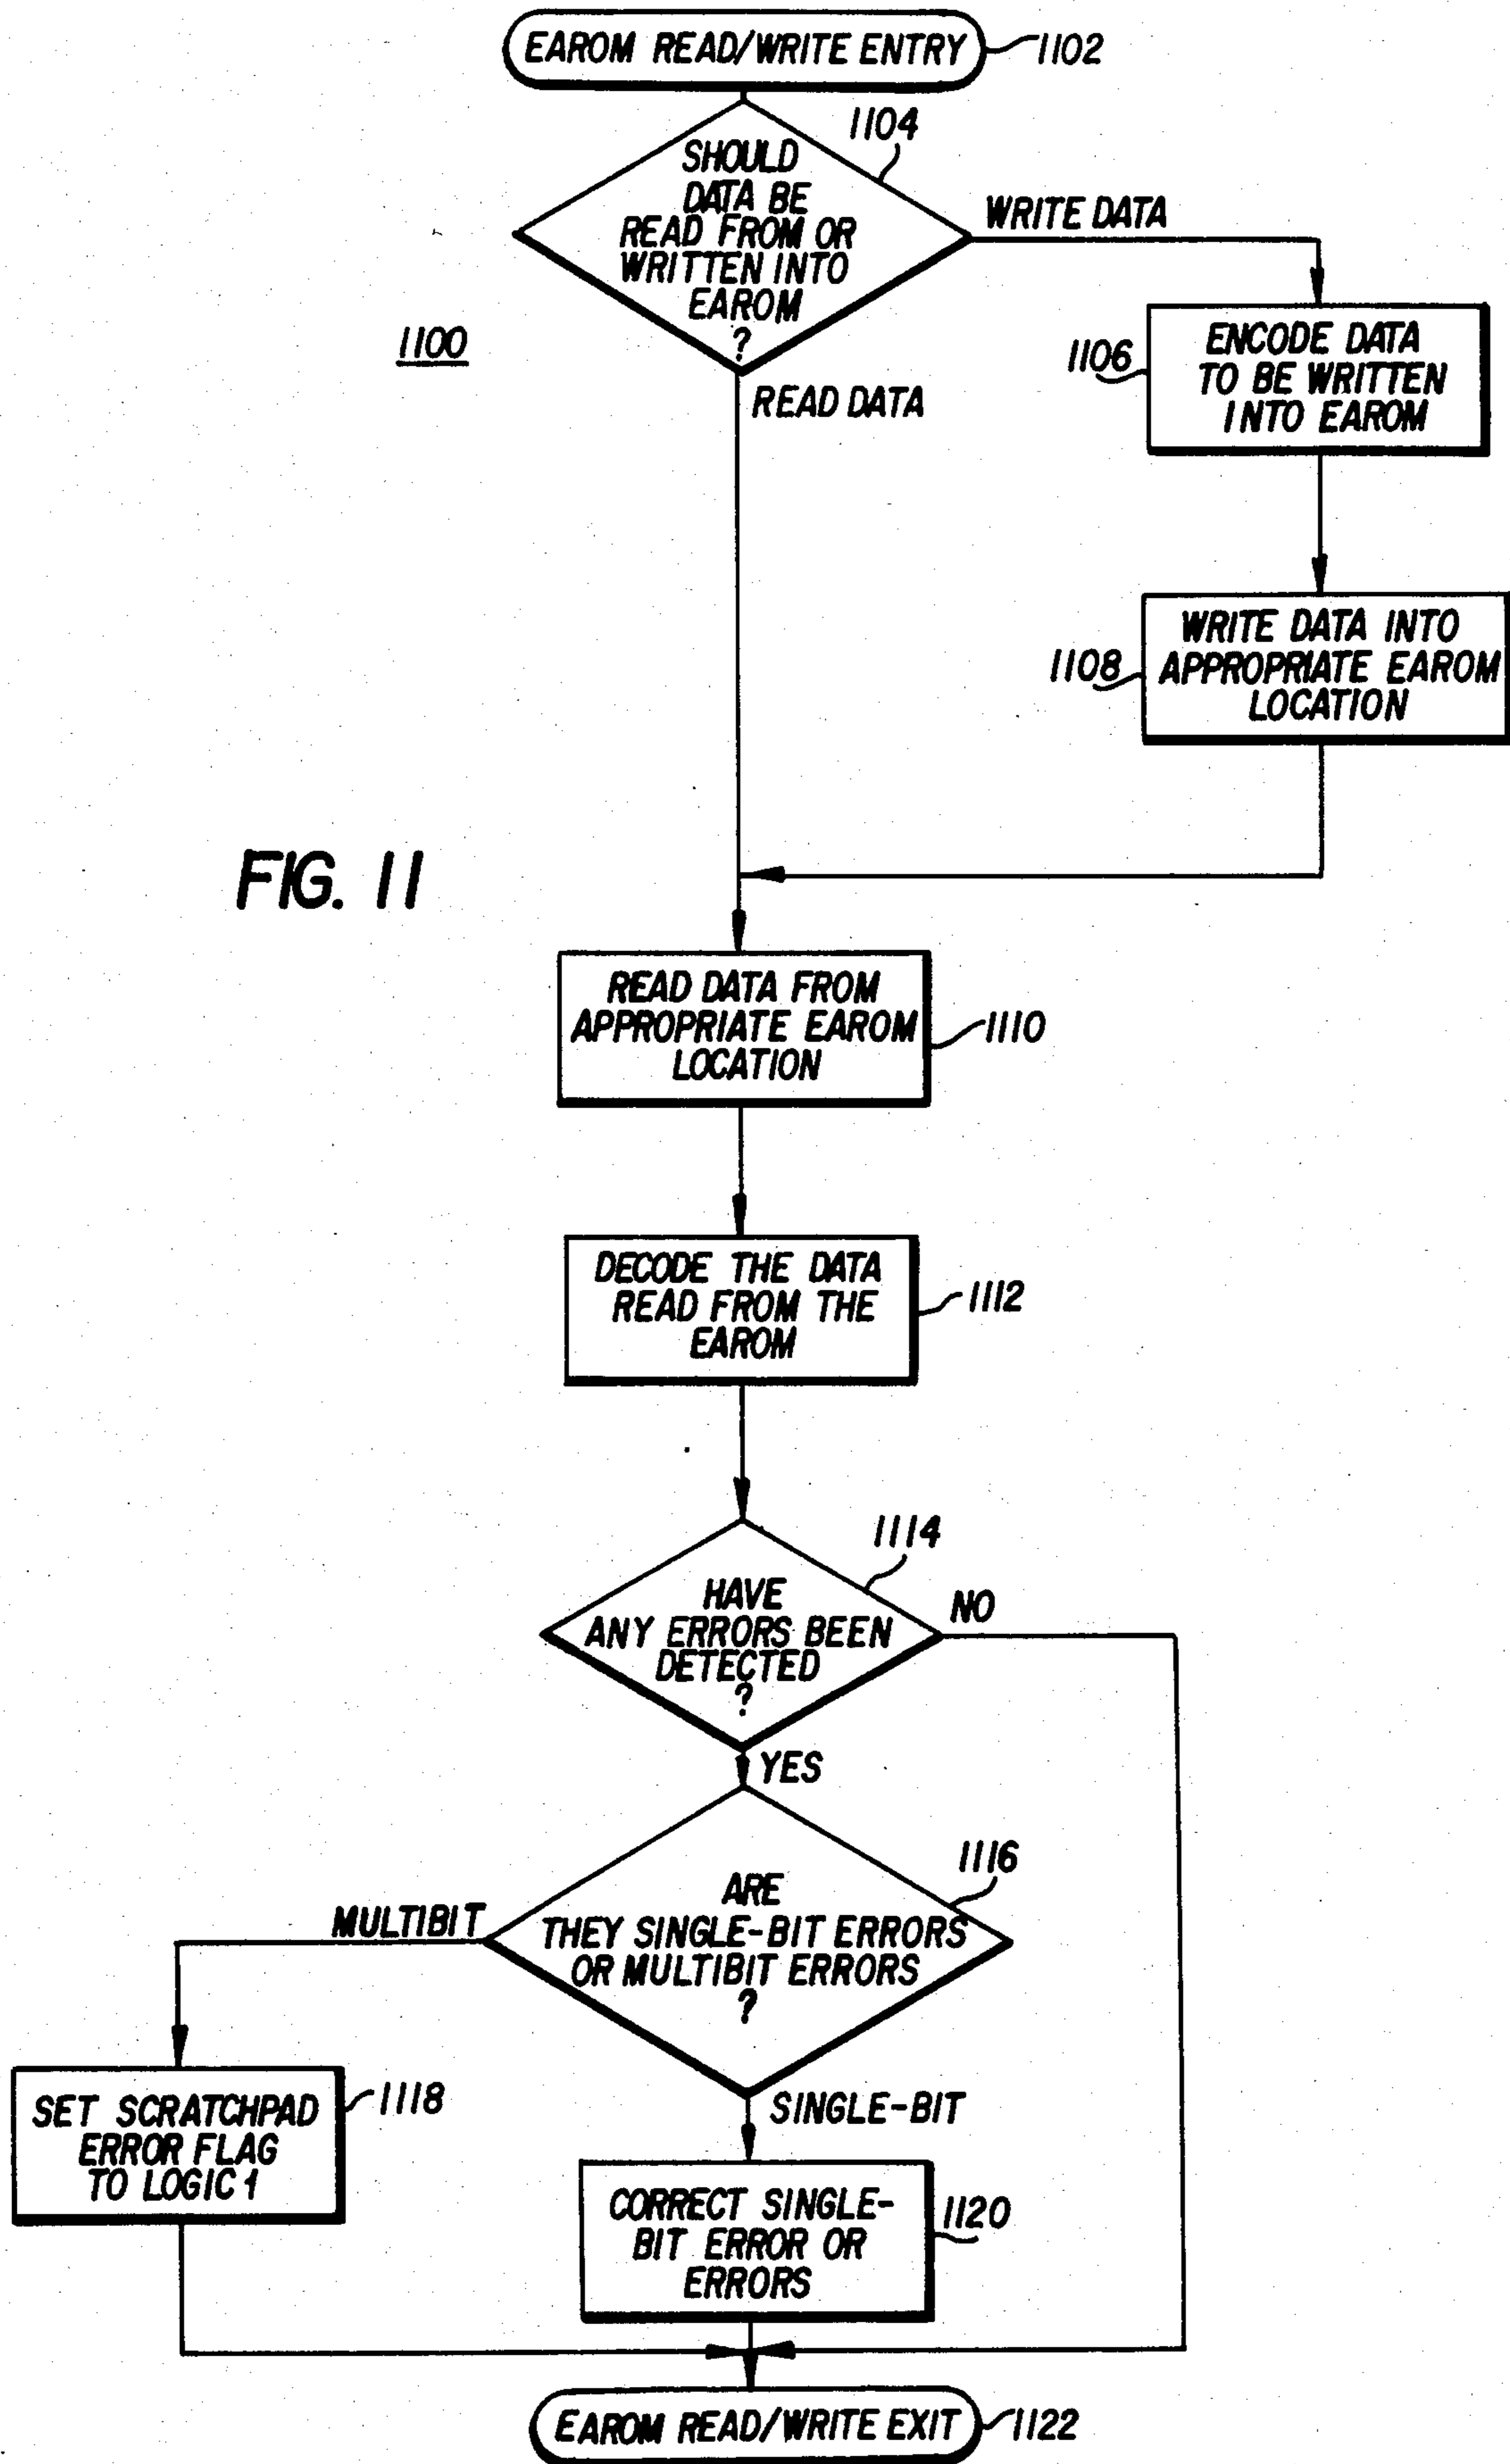 EAROM READ/WRITE ENTRY
1102
1104
SHOULD
DATA BE
READ FROM OR
WRITTEN INTO
EAROM
?
WRITE DATA
1100
READ DATA
1106
ENCODE DATA
TO BE WRITTEN
INTO EAROM
1108
WRITE DATA INTO
APPROPRIATE EAROM
LOCATION
FIG. 11
READ DATA FROM
APPROPRIATE EAROM
LOCATION
1110
DECODE THE DATA
READ FROM THE
EAROM
1112
1114
HAVE
ANY ERRORS BEEN
DETECTED
?
NO
YES
1116
ARE
THEY SINGLE-BIT ERRORS
OR MULTIBIT ERRORS
?
MULTIBIT
SINGLE-BIT
SET SCRATCHPAD
ERROR FLAG
TO LOGIC 1
1118
CORRECT SINGLE-
BIT ERROR OR
ERRORS
1120
EAROM READ/WRITE EXIT
1122